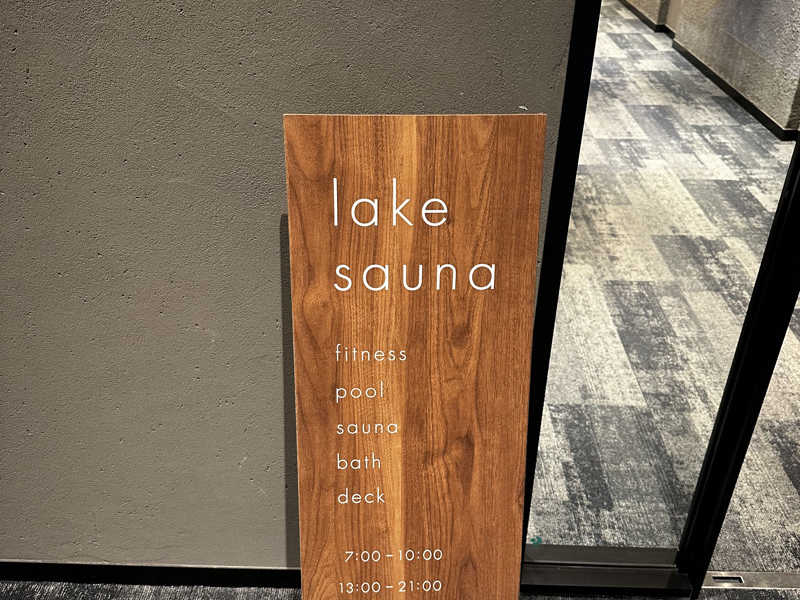 lake
sauna
fitness
pool
sauna
bath
deck
7:00-10:00
13:00-21:00